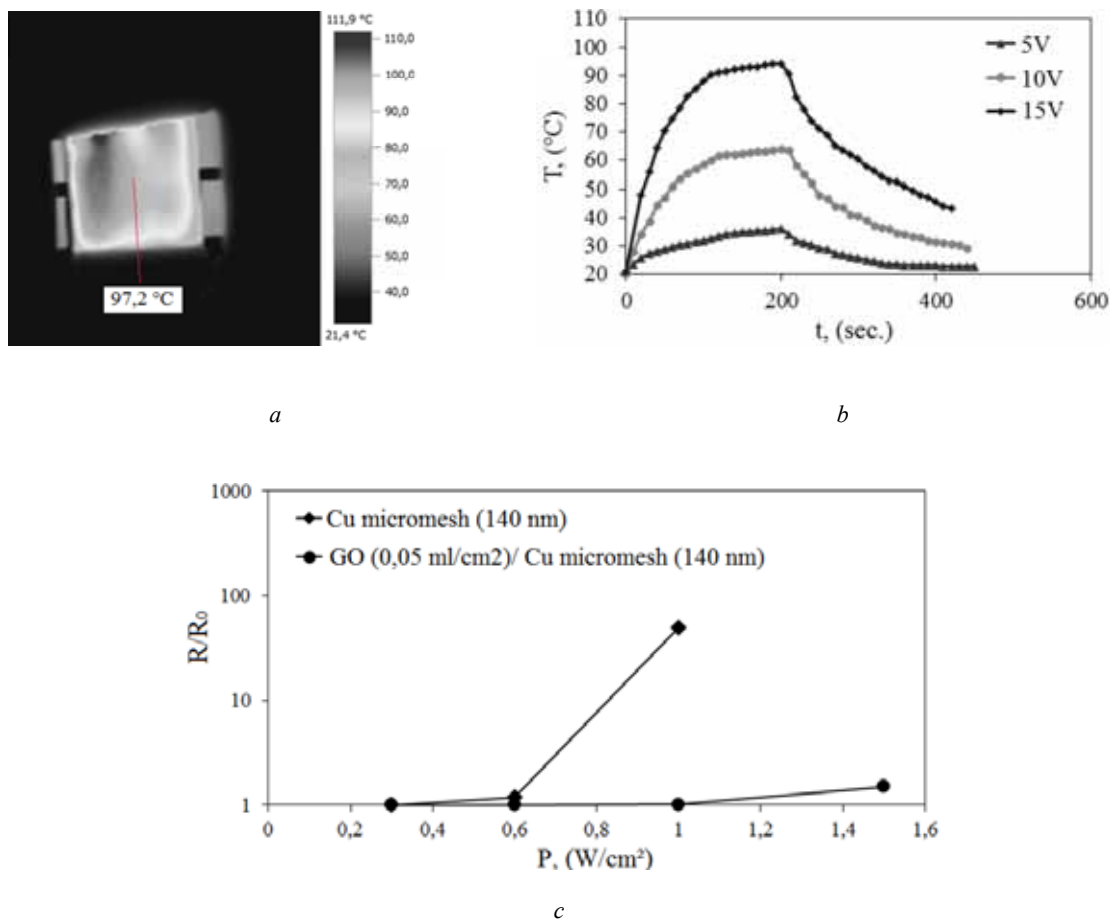 111,9 °C
110,0
100,0
90,0
80,0
70,0
60,0
50,0
40,0
21,4 °C
97,2 °C
a
T, (°C)
110
100
90
80
70
60
50
40
30
20
0
200
400
600
t, (sec.)
5V
10V
15V
b
R/R₀
1000
100
10
1
Cu micromesh (140 nm)
GO (0,05 ml/cm2)/ Cu micromesh (140 nm)
0
0,2
0,4
0,6
0,8
1
1,2
1,4
1,6
P, (W/cm²)
c